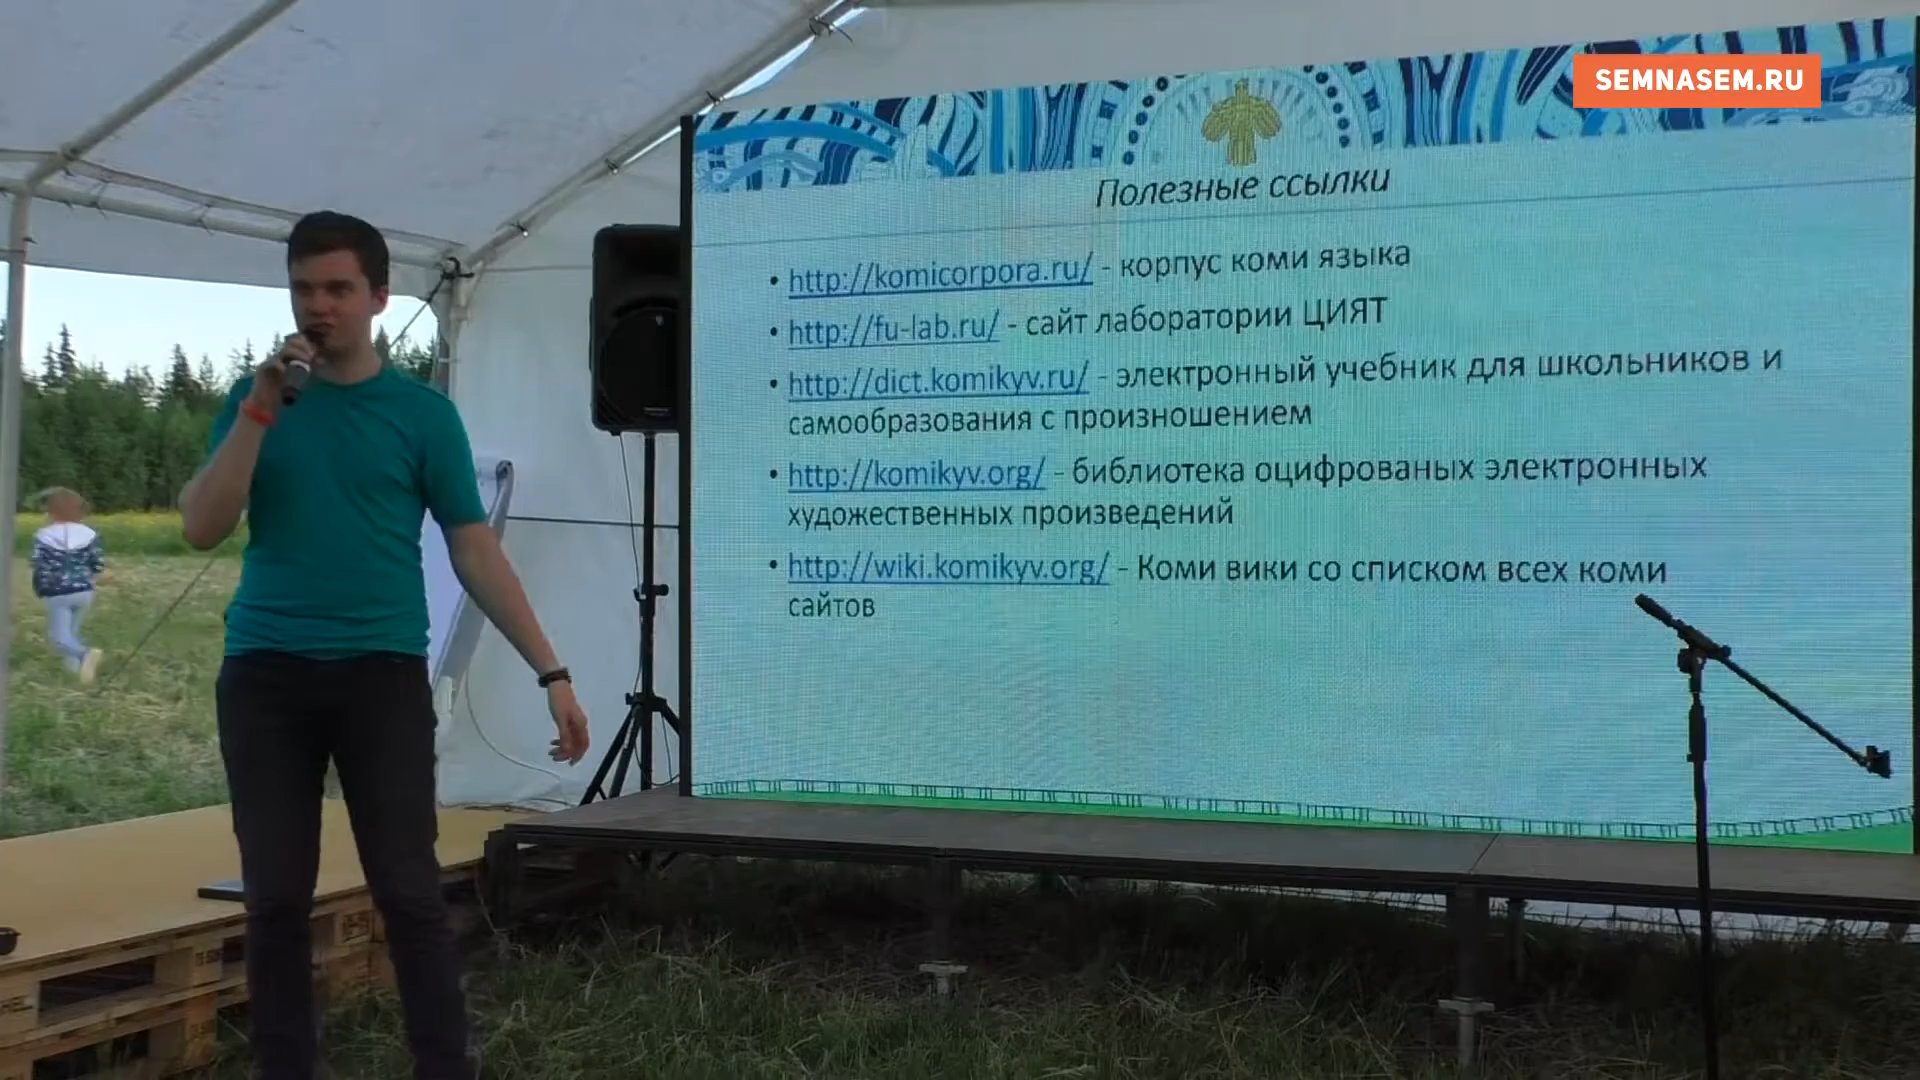 SEMNASEM.RU
Полезные ссылки
• http://komicorpora.ru/ - корпус коми языка
• http://fu-lab.ru/ - сайт лаборатории ЦИЯТ
• http://dict.komikyv.ru/ - электронный учебник для школьников и
самообразования с произношением
• http://komikyv.org/ - библиотека оцифрованых электронных
художественных произведений
• http://wiki.komikyv.org/ - Коми вики со списком всех коми
сайтов